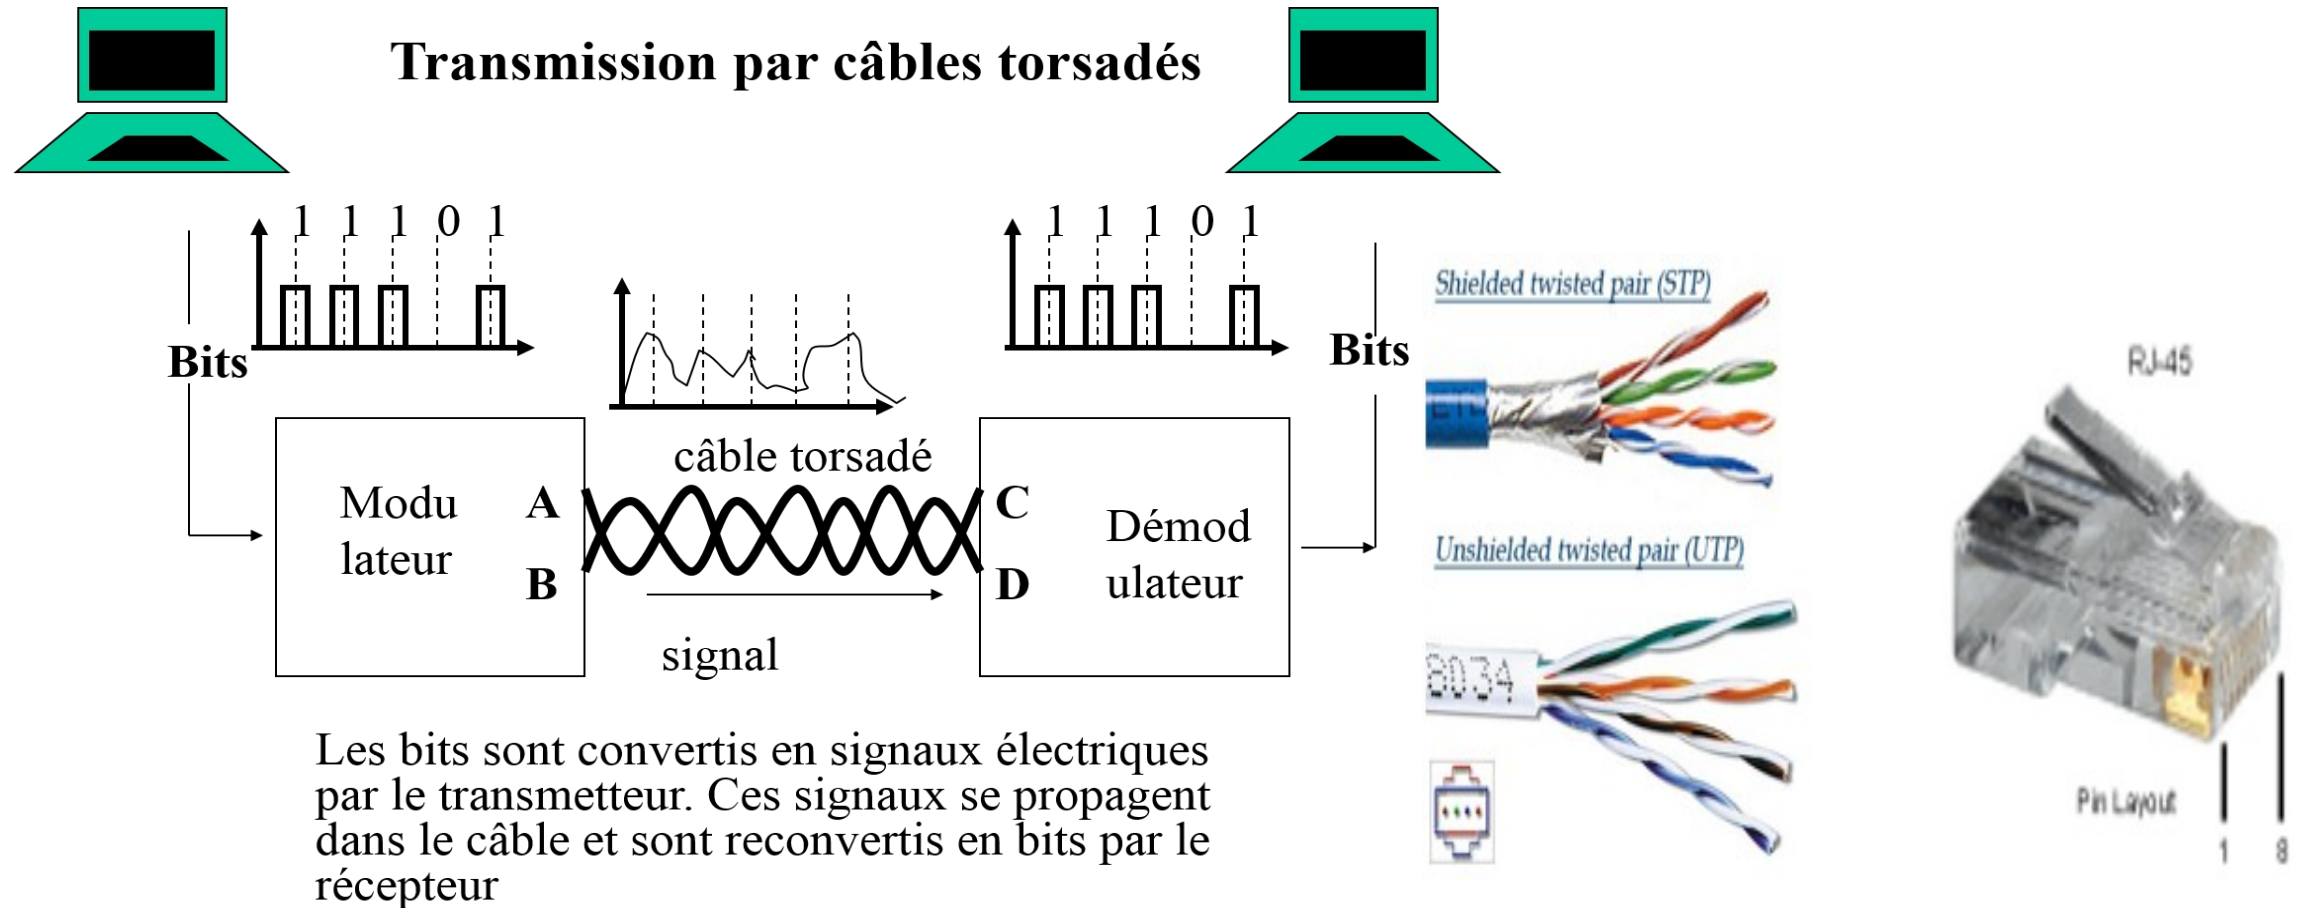 Transmission par câbles torsadés
1 1 1 0 1
1 1 1 0 1
Bits
Bits
câble torsadé
Modu
lateur
A
B
C
D
Démod
ulateur
signal
Les bits sont convertis en signaux électriques
par le transmetteur. Ces signaux se propagent
dans le câble et sont reconvertis en bits par le
récepteur
Shielded twisted pair (STP)
Unshielded twisted pair (UTP)
8034
RJ-45
Pin Layout
1 8